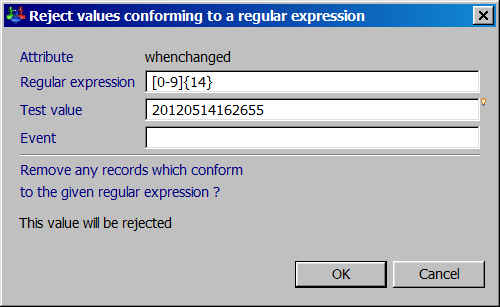 Reject values conforming to a regular expression
Attribute whenchanged
Regular expression [0-9]{14}
Test value 20120514162655
Event
Remove any records which conform
to the given regular expression ?
This value will be rejected
OK Cancel